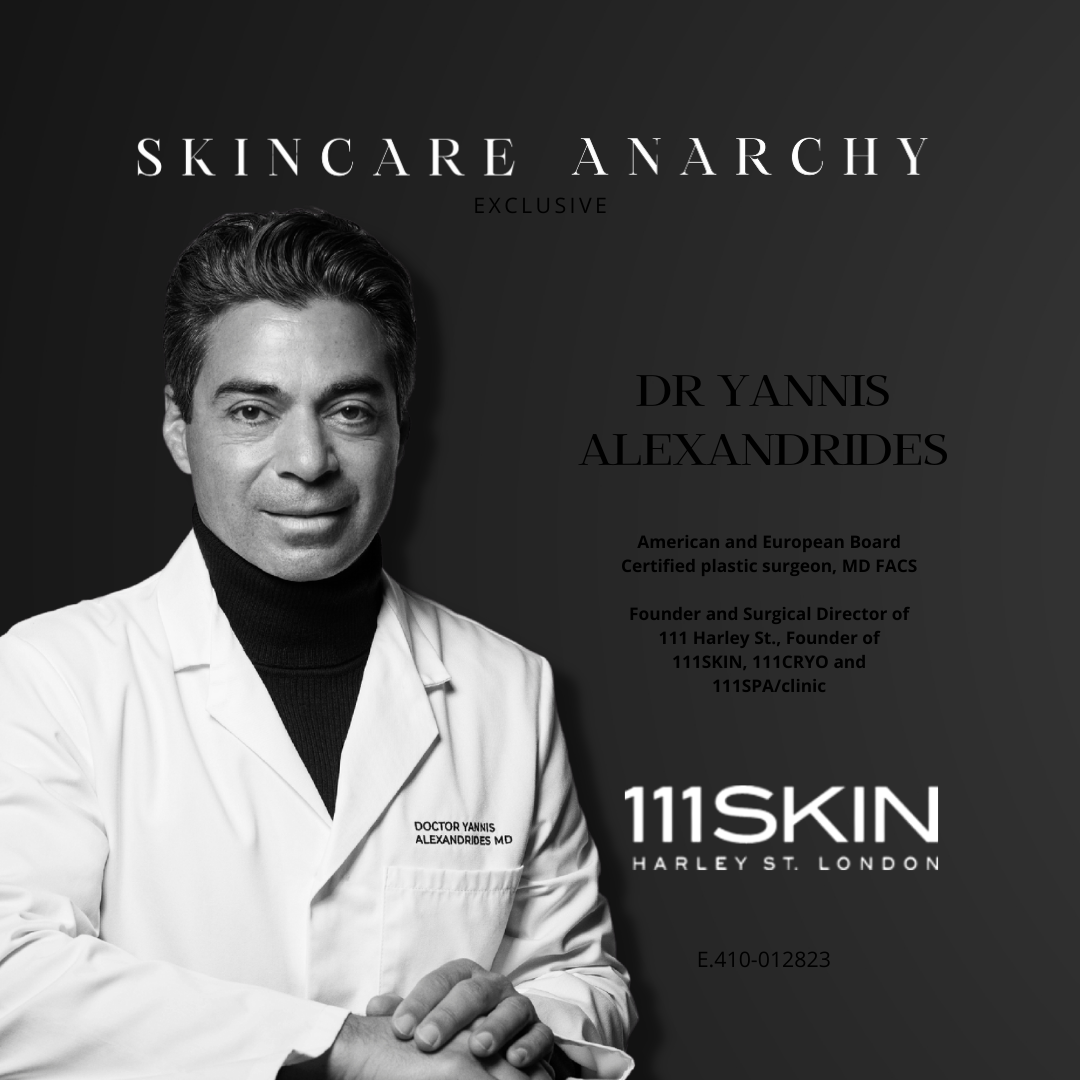 SKINCARE ANARCHY
EXCLUSIVE
DR YANNIS
ALEXANDRIDES
American and European Board
Certified plastic surgeon, MD FACS
Founder and Surgical Director of
111 Harley St., Founder of
111SKIN, 111CRYO and
111SPA/clinic
DOCTOR YANNIS
ALEXANDRIDES MD
111SKIN
HARLEY ST. LONDON
E.410-012823